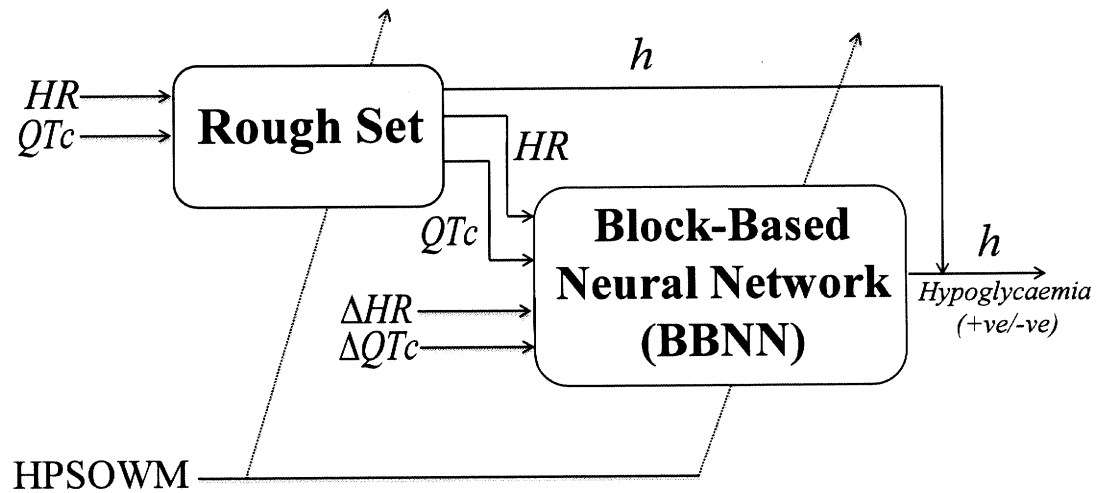 h
HR
QTc
Rough Set
HR
QTc
Block-Based
Neural Network
(BBNN)
h
Hypoglycaemia
(+ve/-ve)
ΔHR
ΔQTc
HPSOWM